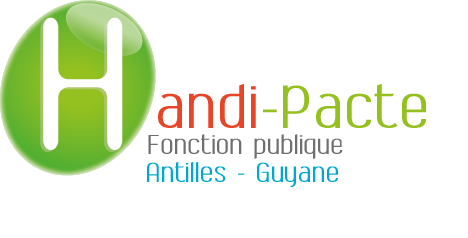 Handi-Pacte
Fonction publique
Antilles - Guyane